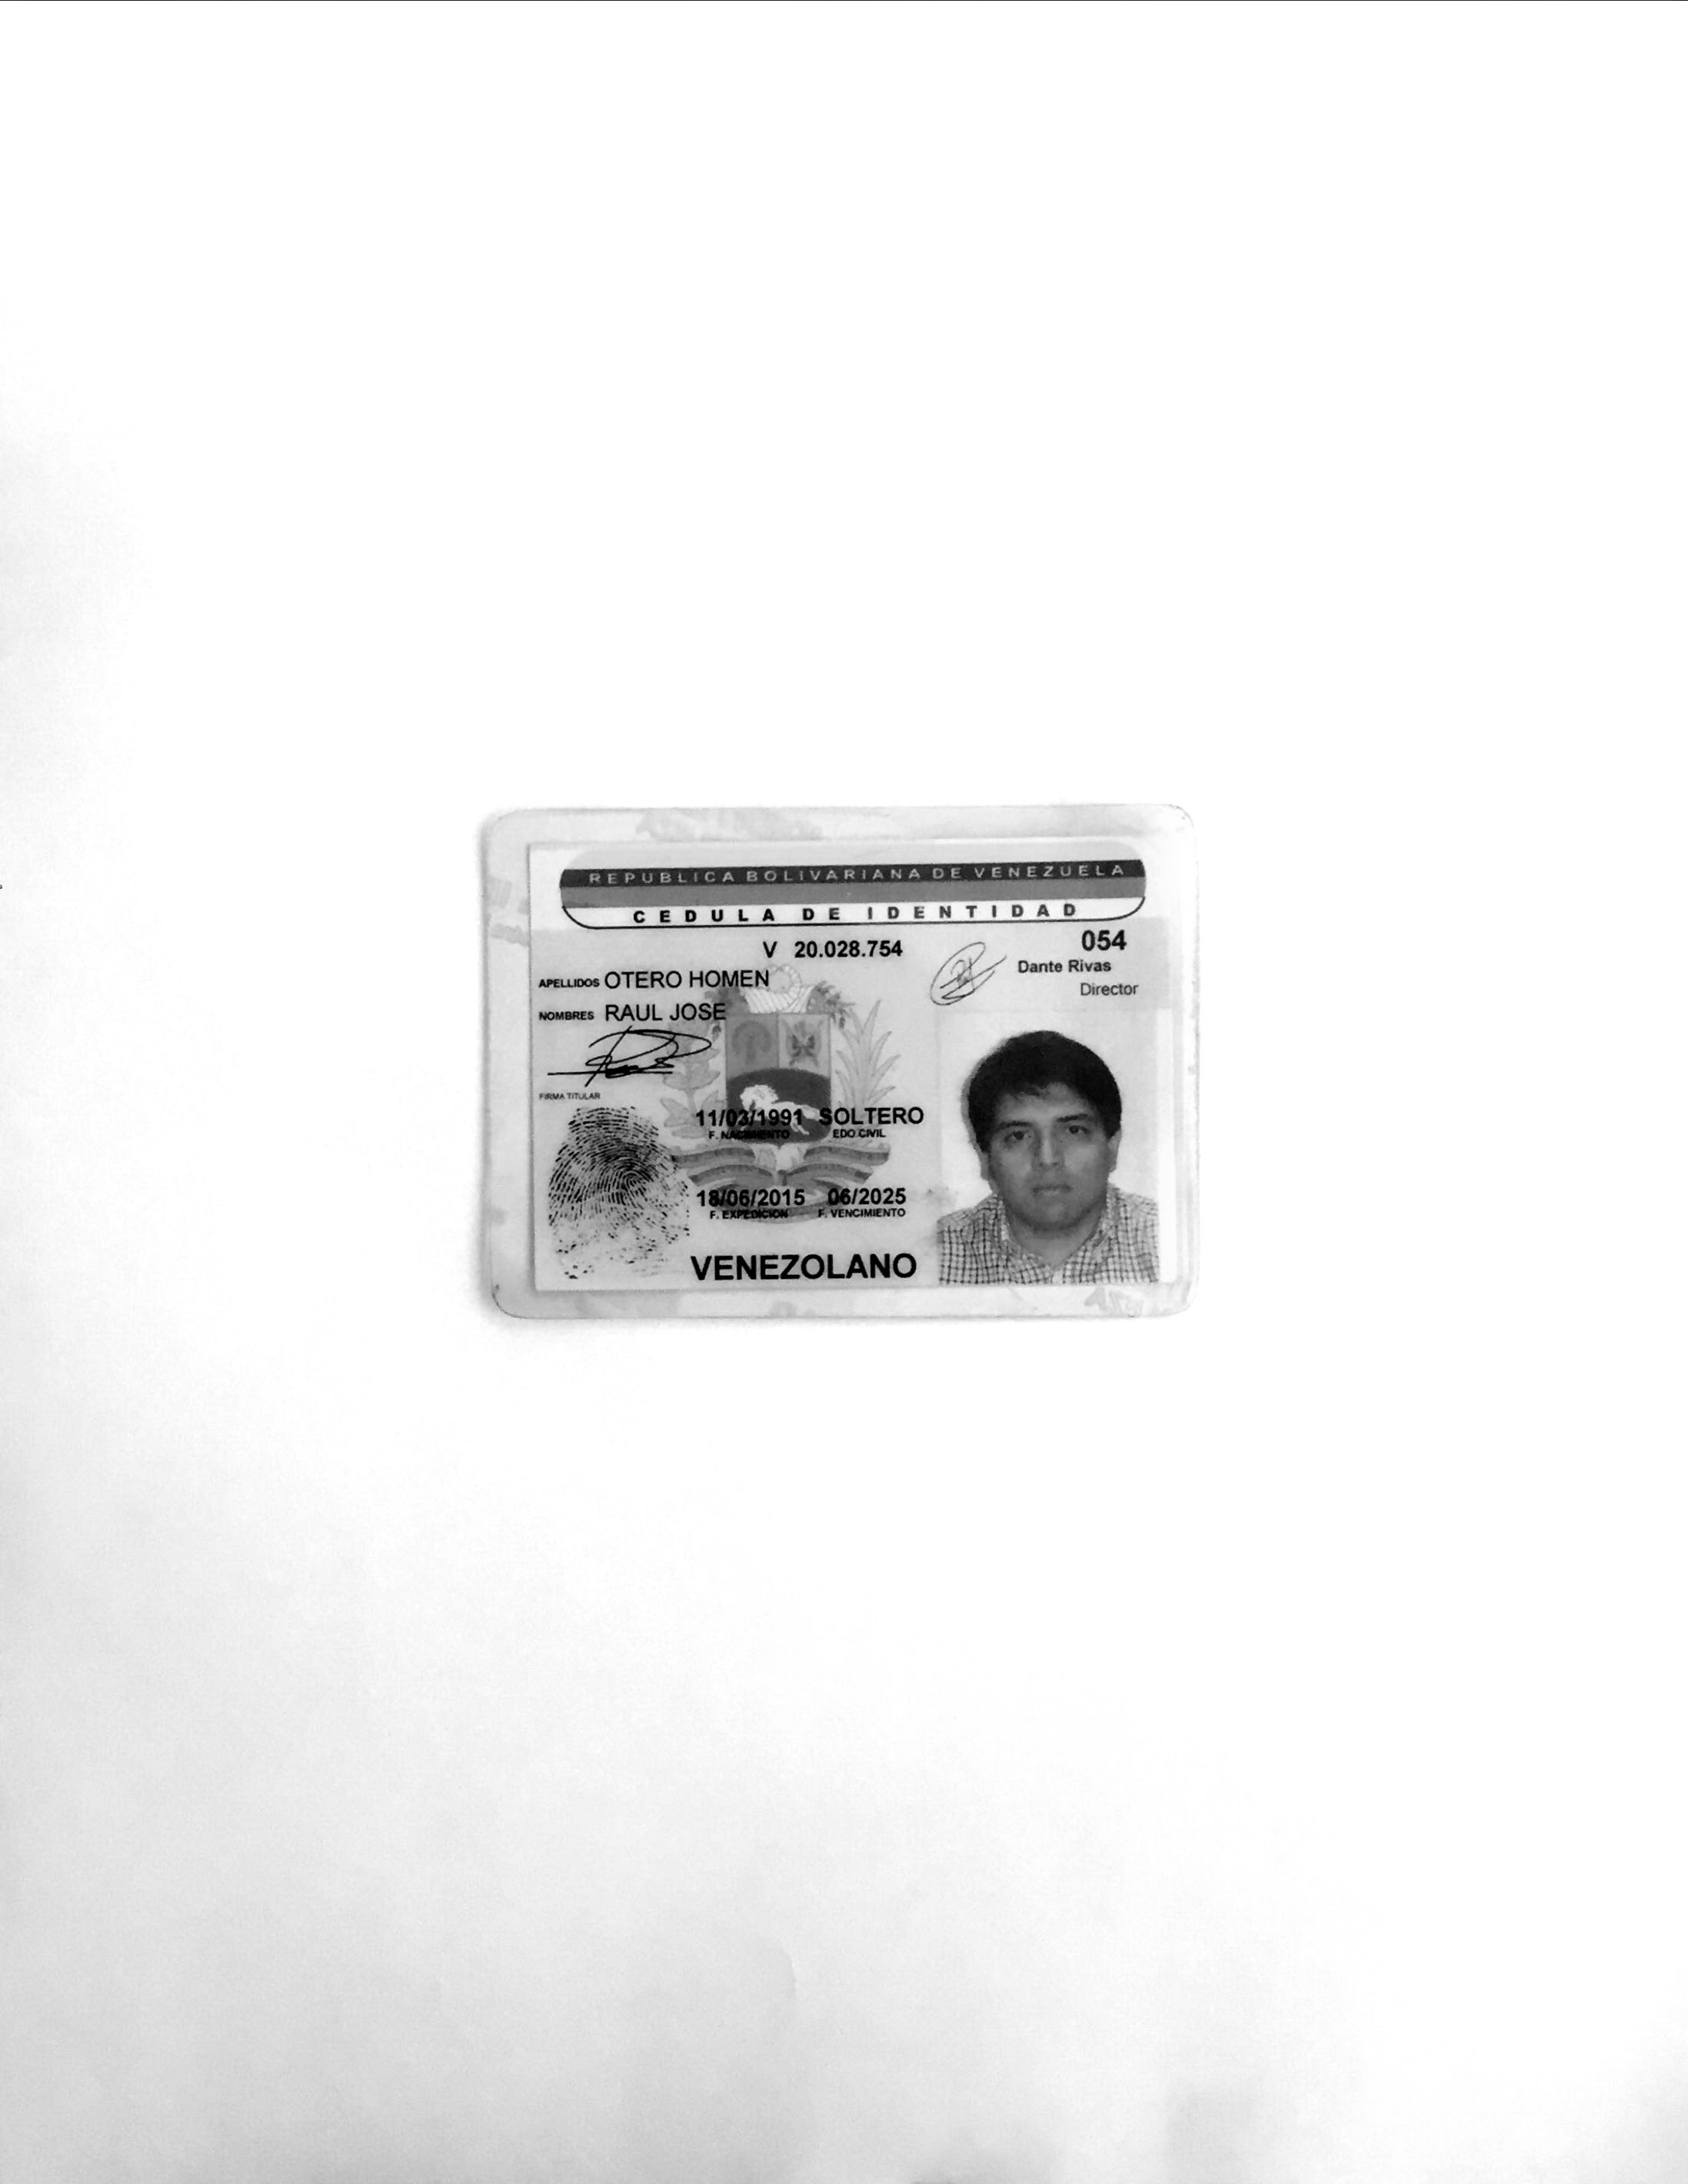 REPUBLICA BOLIVARIANA DE VENEZUELA
CEDULA DE IDENTIDAD
V 20.028.754
054
Dante Rivas
Director
APELLIDOS OTERO HOMEN
NOMBRES RAUL JOSE
FIRMA TITULAR
11/03/1991 SOLTERO
F. NACIMIENTO EDO CIVIL
18/06/2015 06/2025
F. EXPEDICION F. VENCIMIENTO
VENEZOLANO